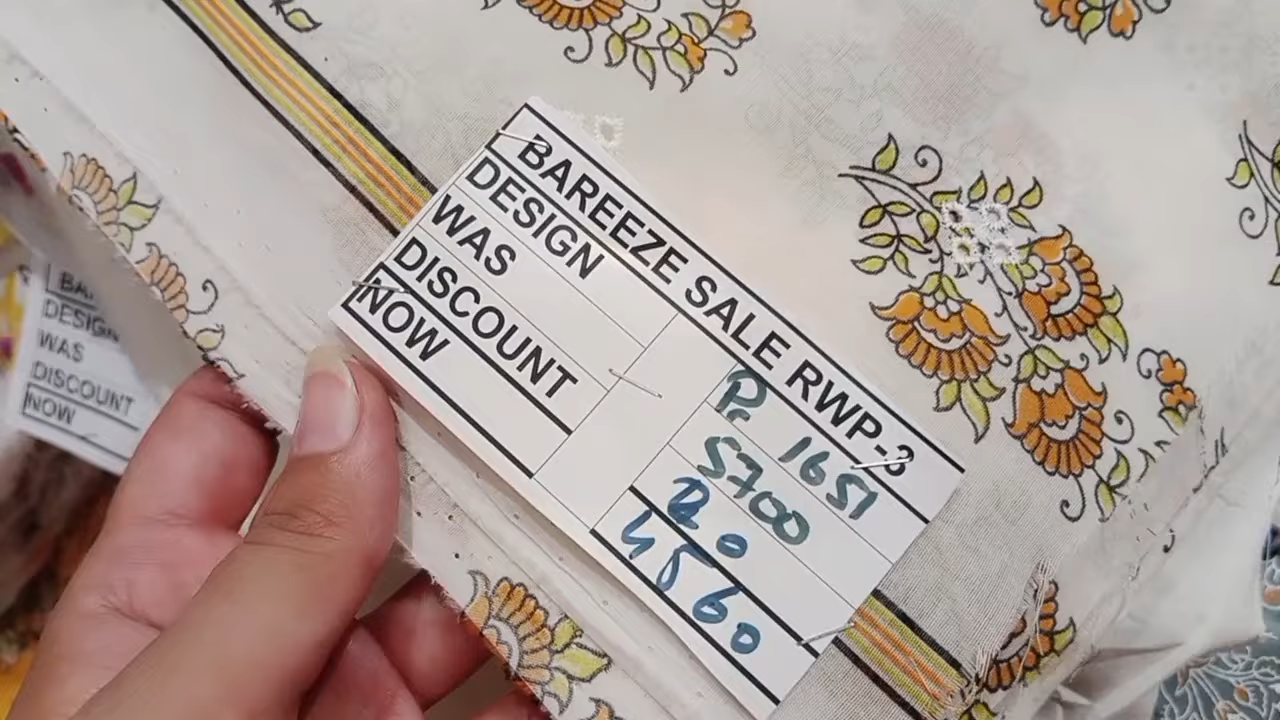 BAREEZE SALE RWP-3
DESIGN P. 1651
WAS 5700
DISCOUNT 20
NOW 4560
DESIGN
WAS
DISCOUNT
NOW